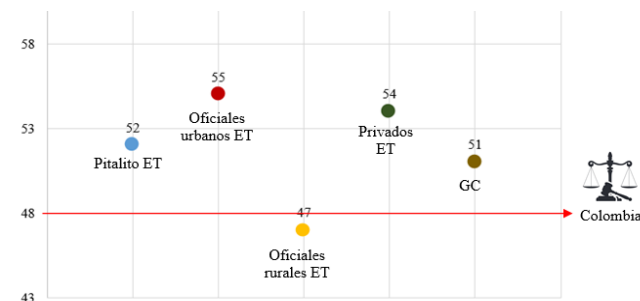 58
55
Oficiales
urbanos ET
54
Privados
ET
53
52
Pitalito ET
51
GC
48
47
Colombia
Oficiales
rurales ET
43